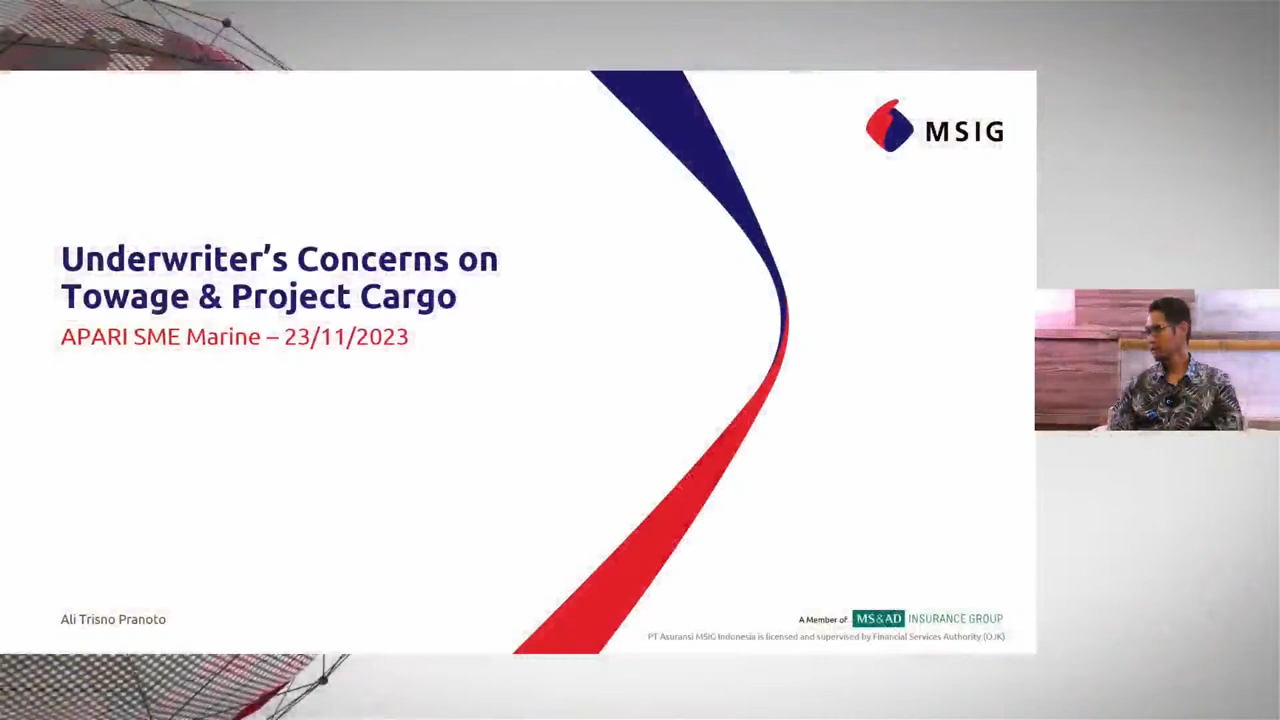 MSIG
Underwriter's Concerns on
Towage & Project Cargo
APARI SME Marine – 23/11/2023
Ali Trisno Pranoto
A Member of MS&AD INSURANCE GROUP
PT Asuransi MSIG Indonesia is licensed and supervised by Financial Services Authority (OJK)